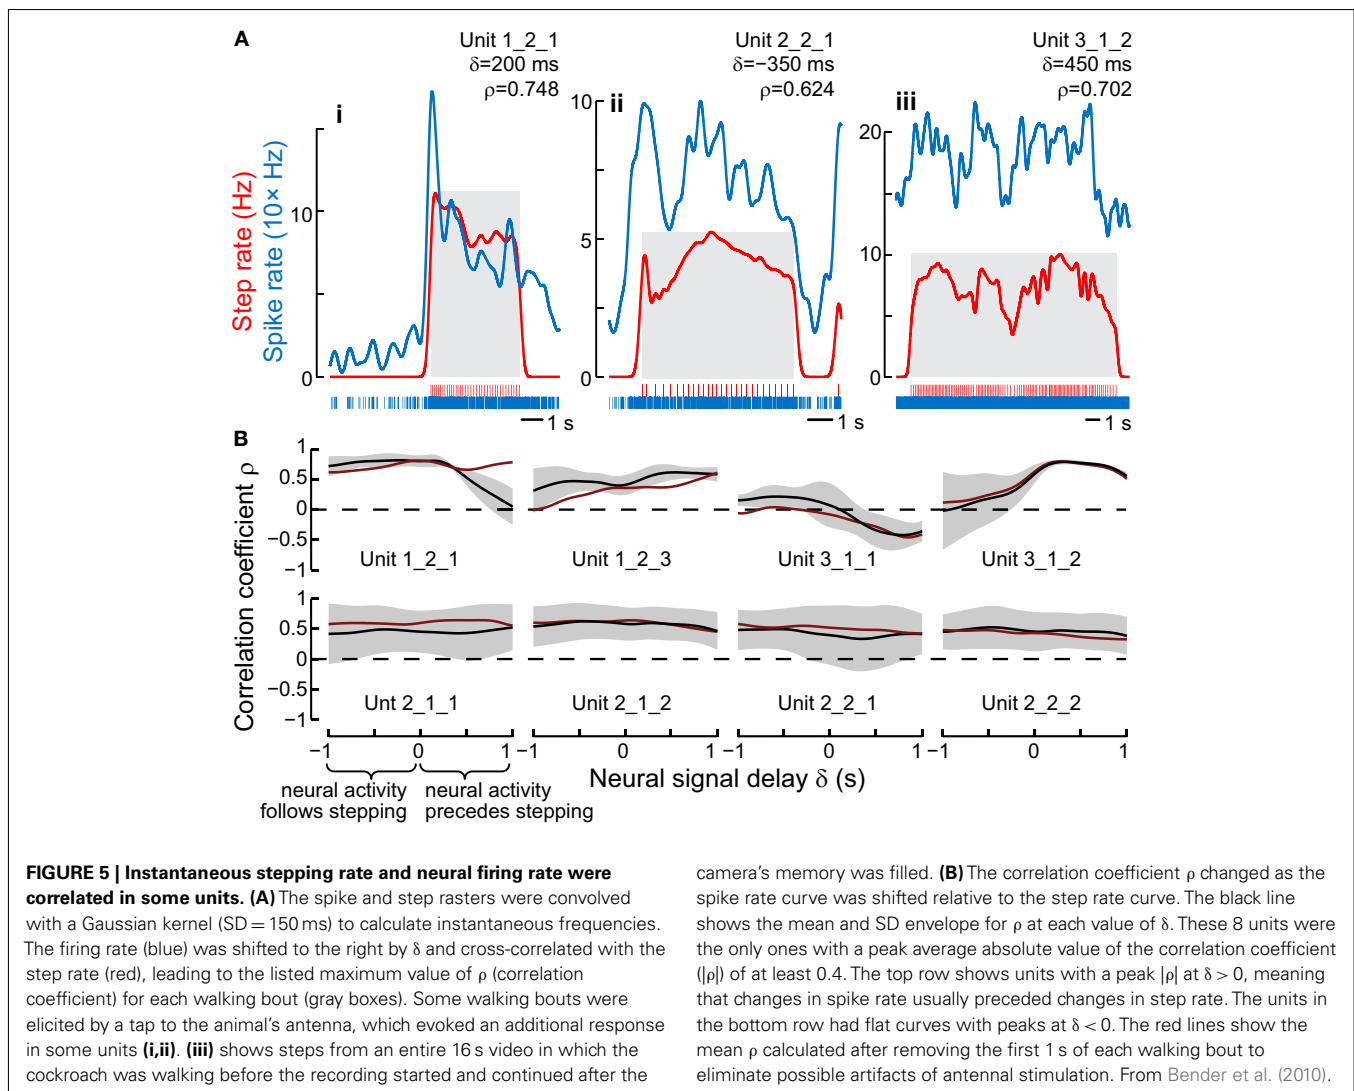 A
Unit 1_2_1
δ=200 ms
ρ=0.748
Unit 2_2_1
δ=−350 ms
ρ=0.624
Unit 3_1_2
δ=450 ms
ρ=0.702
i
ii
iii
Step rate (Hz)
Spike rate (10× Hz)
10
0
10
5
0
20
10
0
1 s
1 s
1 s
B
Correlation coefficient ρ
1
0.5
0
−0.5
−1
Unit 1_2_1
Unit 1_2_3
Unit 3_1_1
Unit 3_1_2
1
0.5
0
−0.5
−1
Unt 2_1_1
Unit 2_1_2
Unit 2_2_1
Unit 2_2_2
−1 0 1 −1 0 1 −1 0 1 −1 0 1
Neural signal delay δ (s)
neural activity
follows stepping
neural activity
precedes stepping
FIGURE 5 | Instantaneous stepping rate and neural firing rate were
correlated in some units. (A) The spike and step rasters were convolved
with a Gaussian kernel (SD = 150 ms) to calculate instantaneous frequencies.
The firing rate (blue) was shifted to the right by δ and cross-correlated with the
step rate (red), leading to the listed maximum value of ρ (correlation
coefficient) for each walking bout (gray boxes). Some walking bouts were
elicited by a tap to the animal's antenna, which evoked an additional response
in some units (i,ii). (iii) shows steps from an entire 16 s video in which the
cockroach was walking before the recording started and continued after the
camera's memory was filled. (B) The correlation coefficient ρ changed as the
spike rate curve was shifted relative to the step rate curve. The black line
shows the mean and SD envelope for ρ at each value of δ. These 8 units were
the only ones with a peak average absolute value of the correlation coefficient
(|ρ|) of at least 0.4. The top row shows units with a peak |ρ| at δ > 0, meaning
that changes in spike rate usually preceded changes in step rate. The units in
the bottom row had flat curves with peaks at δ < 0. The red lines show the
mean ρ calculated after removing the first 1 s of each walking bout to
eliminate possible artifacts of antennal stimulation. From Bender et al. (2010).